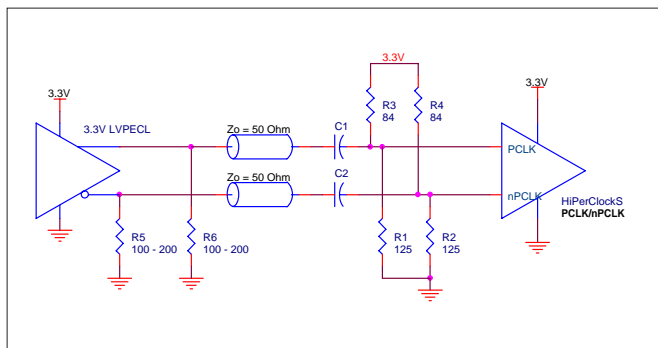 3.3V
3.3V
3.3V
3.3V LVPECL
R3
84
R4
84
Zo = 50 Ohm
C1
PCLK
Zo = 50 Ohm
C2
nPCLK
HiPerClockS
PCLK/nPCLK
R5
100 - 200
R6
100 - 200
R1
125
R2
125